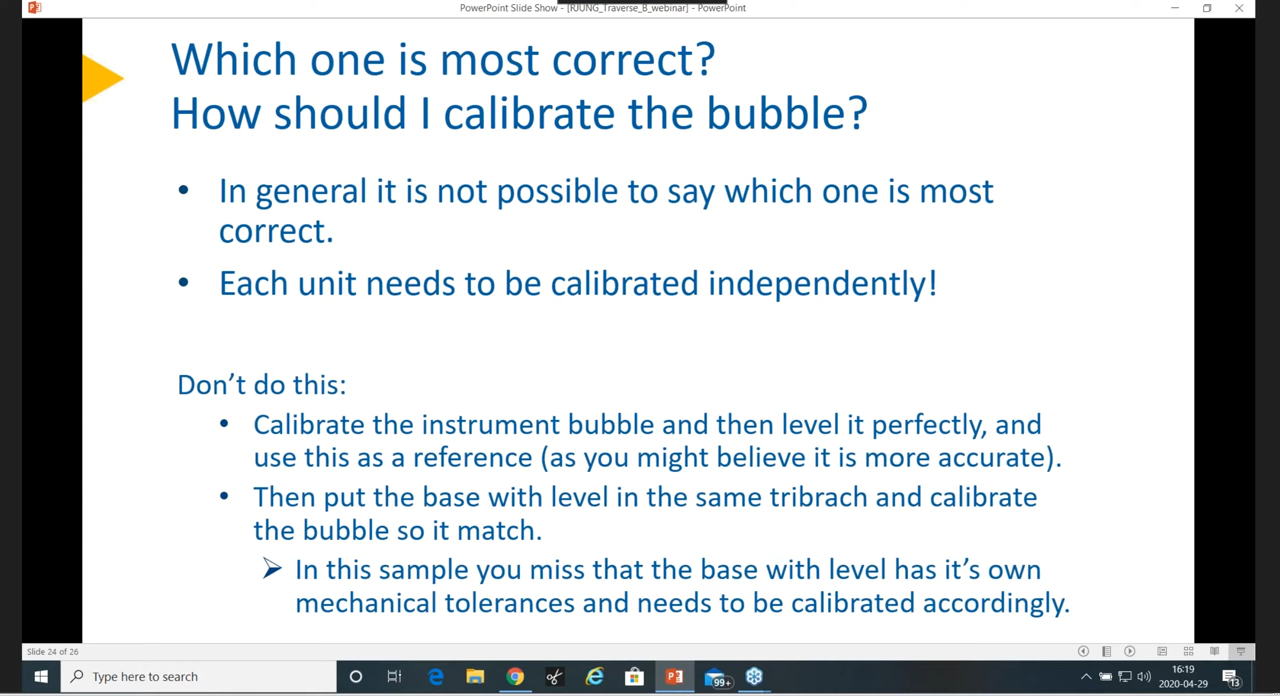 PowerPoint Slide Show - [RJUNG_Traverse_B_webinar] - PowerPoint
Which one is most correct?
How should I calibrate the bubble?
• In general it is not possible to say which one is most
correct.
• Each unit needs to be calibrated independently!
Don't do this:
• Calibrate the instrument bubble and then level it perfectly, and
use this as a reference (as you might believe it is more accurate).
• Then put the base with level in the same tribrach and calibrate
the bubble so it match.
➢ In this sample you miss that the base with level has it's own
mechanical tolerances and needs to be calibrated accordingly.
Slide 24 of 26
Type here to search
99+
16:19
2020-04-29
13